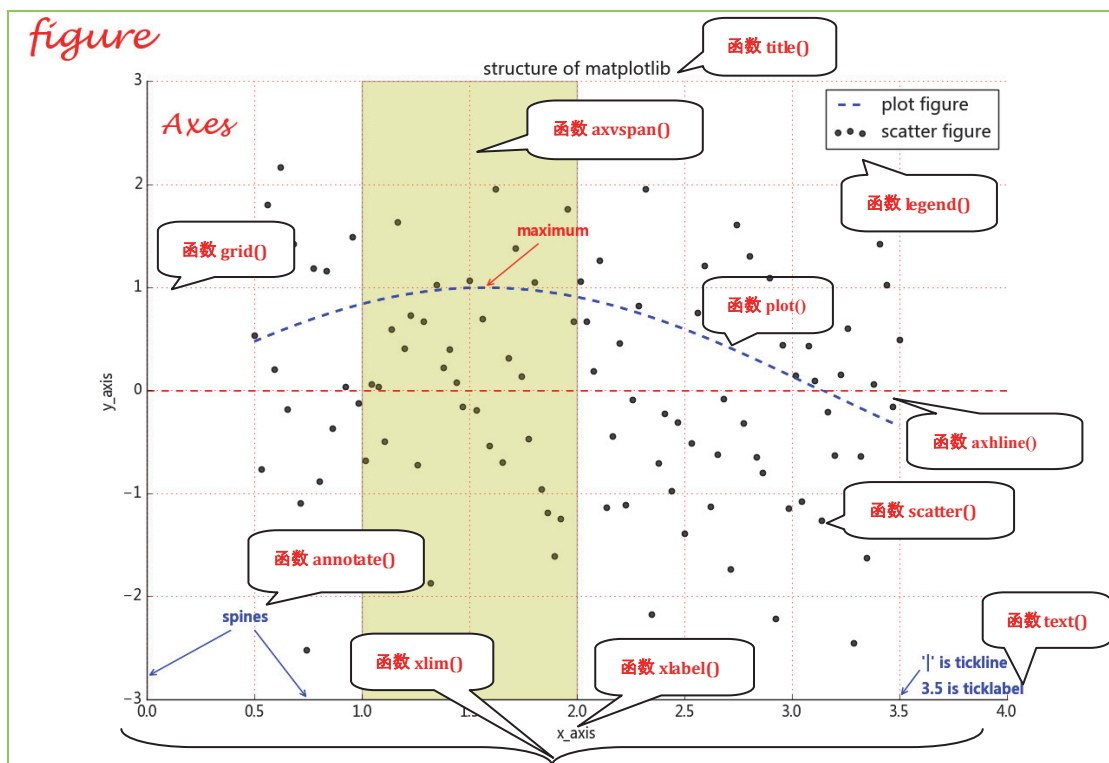 figure
函数 title()
structure of matplotlib
Axes
函数 axvspan()
plot figure
scatter figure
函数 legend()
函数 grid()
maximum
函数 plot()
函数 axhline()
函数 scatter()
函数 annotate()
spines
函数 text()
函数 xlim()
函数 xlabel()
'|' is tickline
3.5 is ticklabel
y_axis
3
2
1
0
−1
−2
−3
0.0 0.5 1.0 1.5 2.0 2.5 3.0 3.5 4.0
x_axis